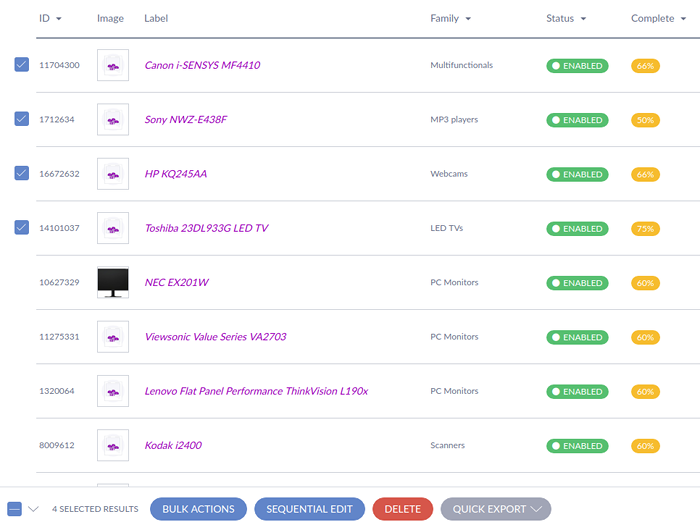 ID Image Label Family Status Complete
11704300 Canon i-SENSYS MF4410 Multifunctionals ENABLED 66%
1712634 Sony NWZ-E438F MP3 players ENABLED 50%
16672632 HP KQ245AA Webcams ENABLED 66%
14101037 Toshiba 23DL933G LED TV LED TVs ENABLED 75%
10627329 NEC EX201W PC Monitors ENABLED 60%
11275331 Viewsonic Value Series VA2703 PC Monitors ENABLED 60%
1320064 Lenovo Flat Panel Performance ThinkVision L190x PC Monitors ENABLED 60%
8009612 Kodak i2400 Scanners ENABLED 60%
4 SELECTED RESULTS BULK ACTIONS SEQUENTIAL EDIT DELETE QUICK EXPORT